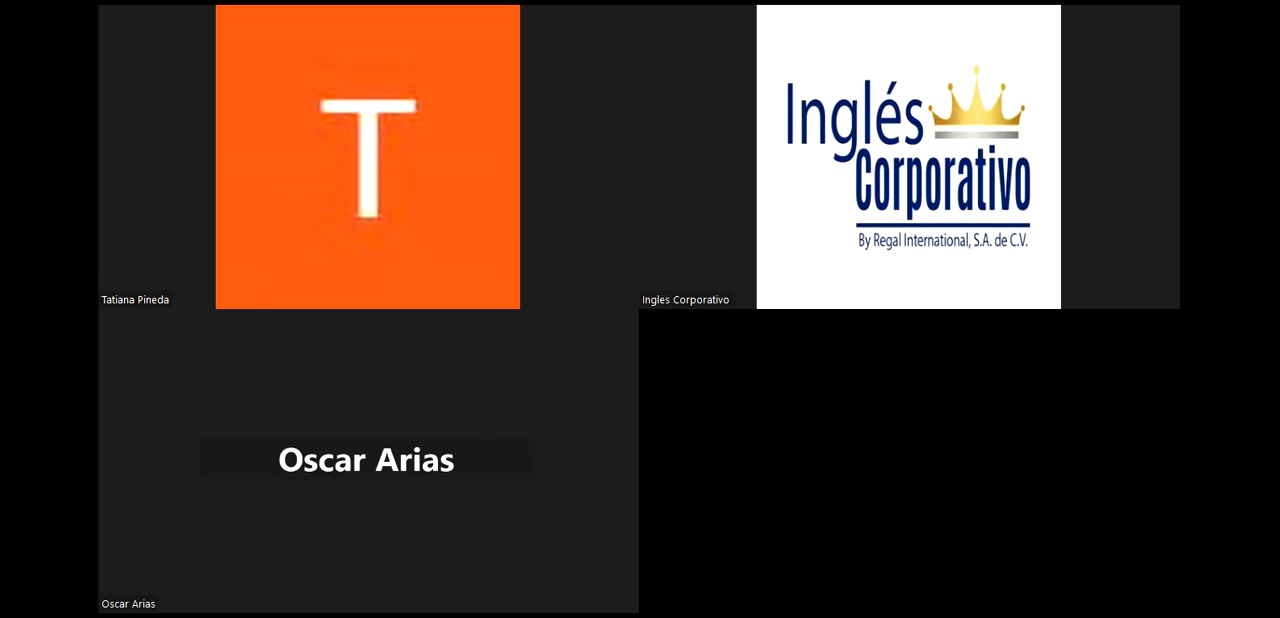 T
Tatiana Pineda
Inglés
Corporativo
By Regal International, S.A. de C.V.
Ingles Corporativo
Oscar Arias
Oscar Arias